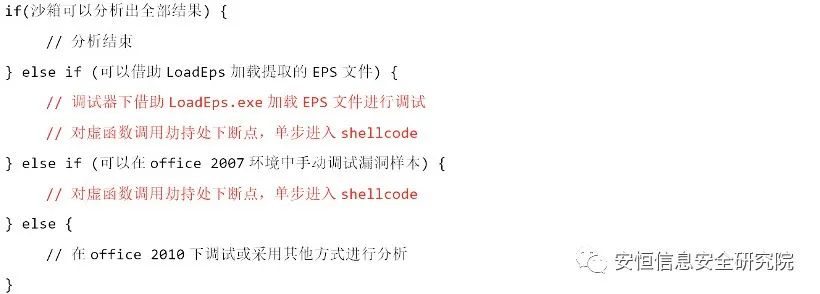 if(沙箱可以分析出全部结果) {
// 分析结束
} else if (可以借助 LoadEps 加载提取的 EPS 文件) {
// 调试器下借助 LoadEps.exe 加载 EPS 文件进行调试
// 对虚函数调用劫持处下断点，单步进入 shellcode
} else if (可以在 office 2007 环境中手动调试漏洞样本) {
// 对虚函数调用劫持处下断点，单步进入 shellcode
} else {
// 在 office 2010 下调试或采用其他方式进行分析
}
安恒信息安全研究院